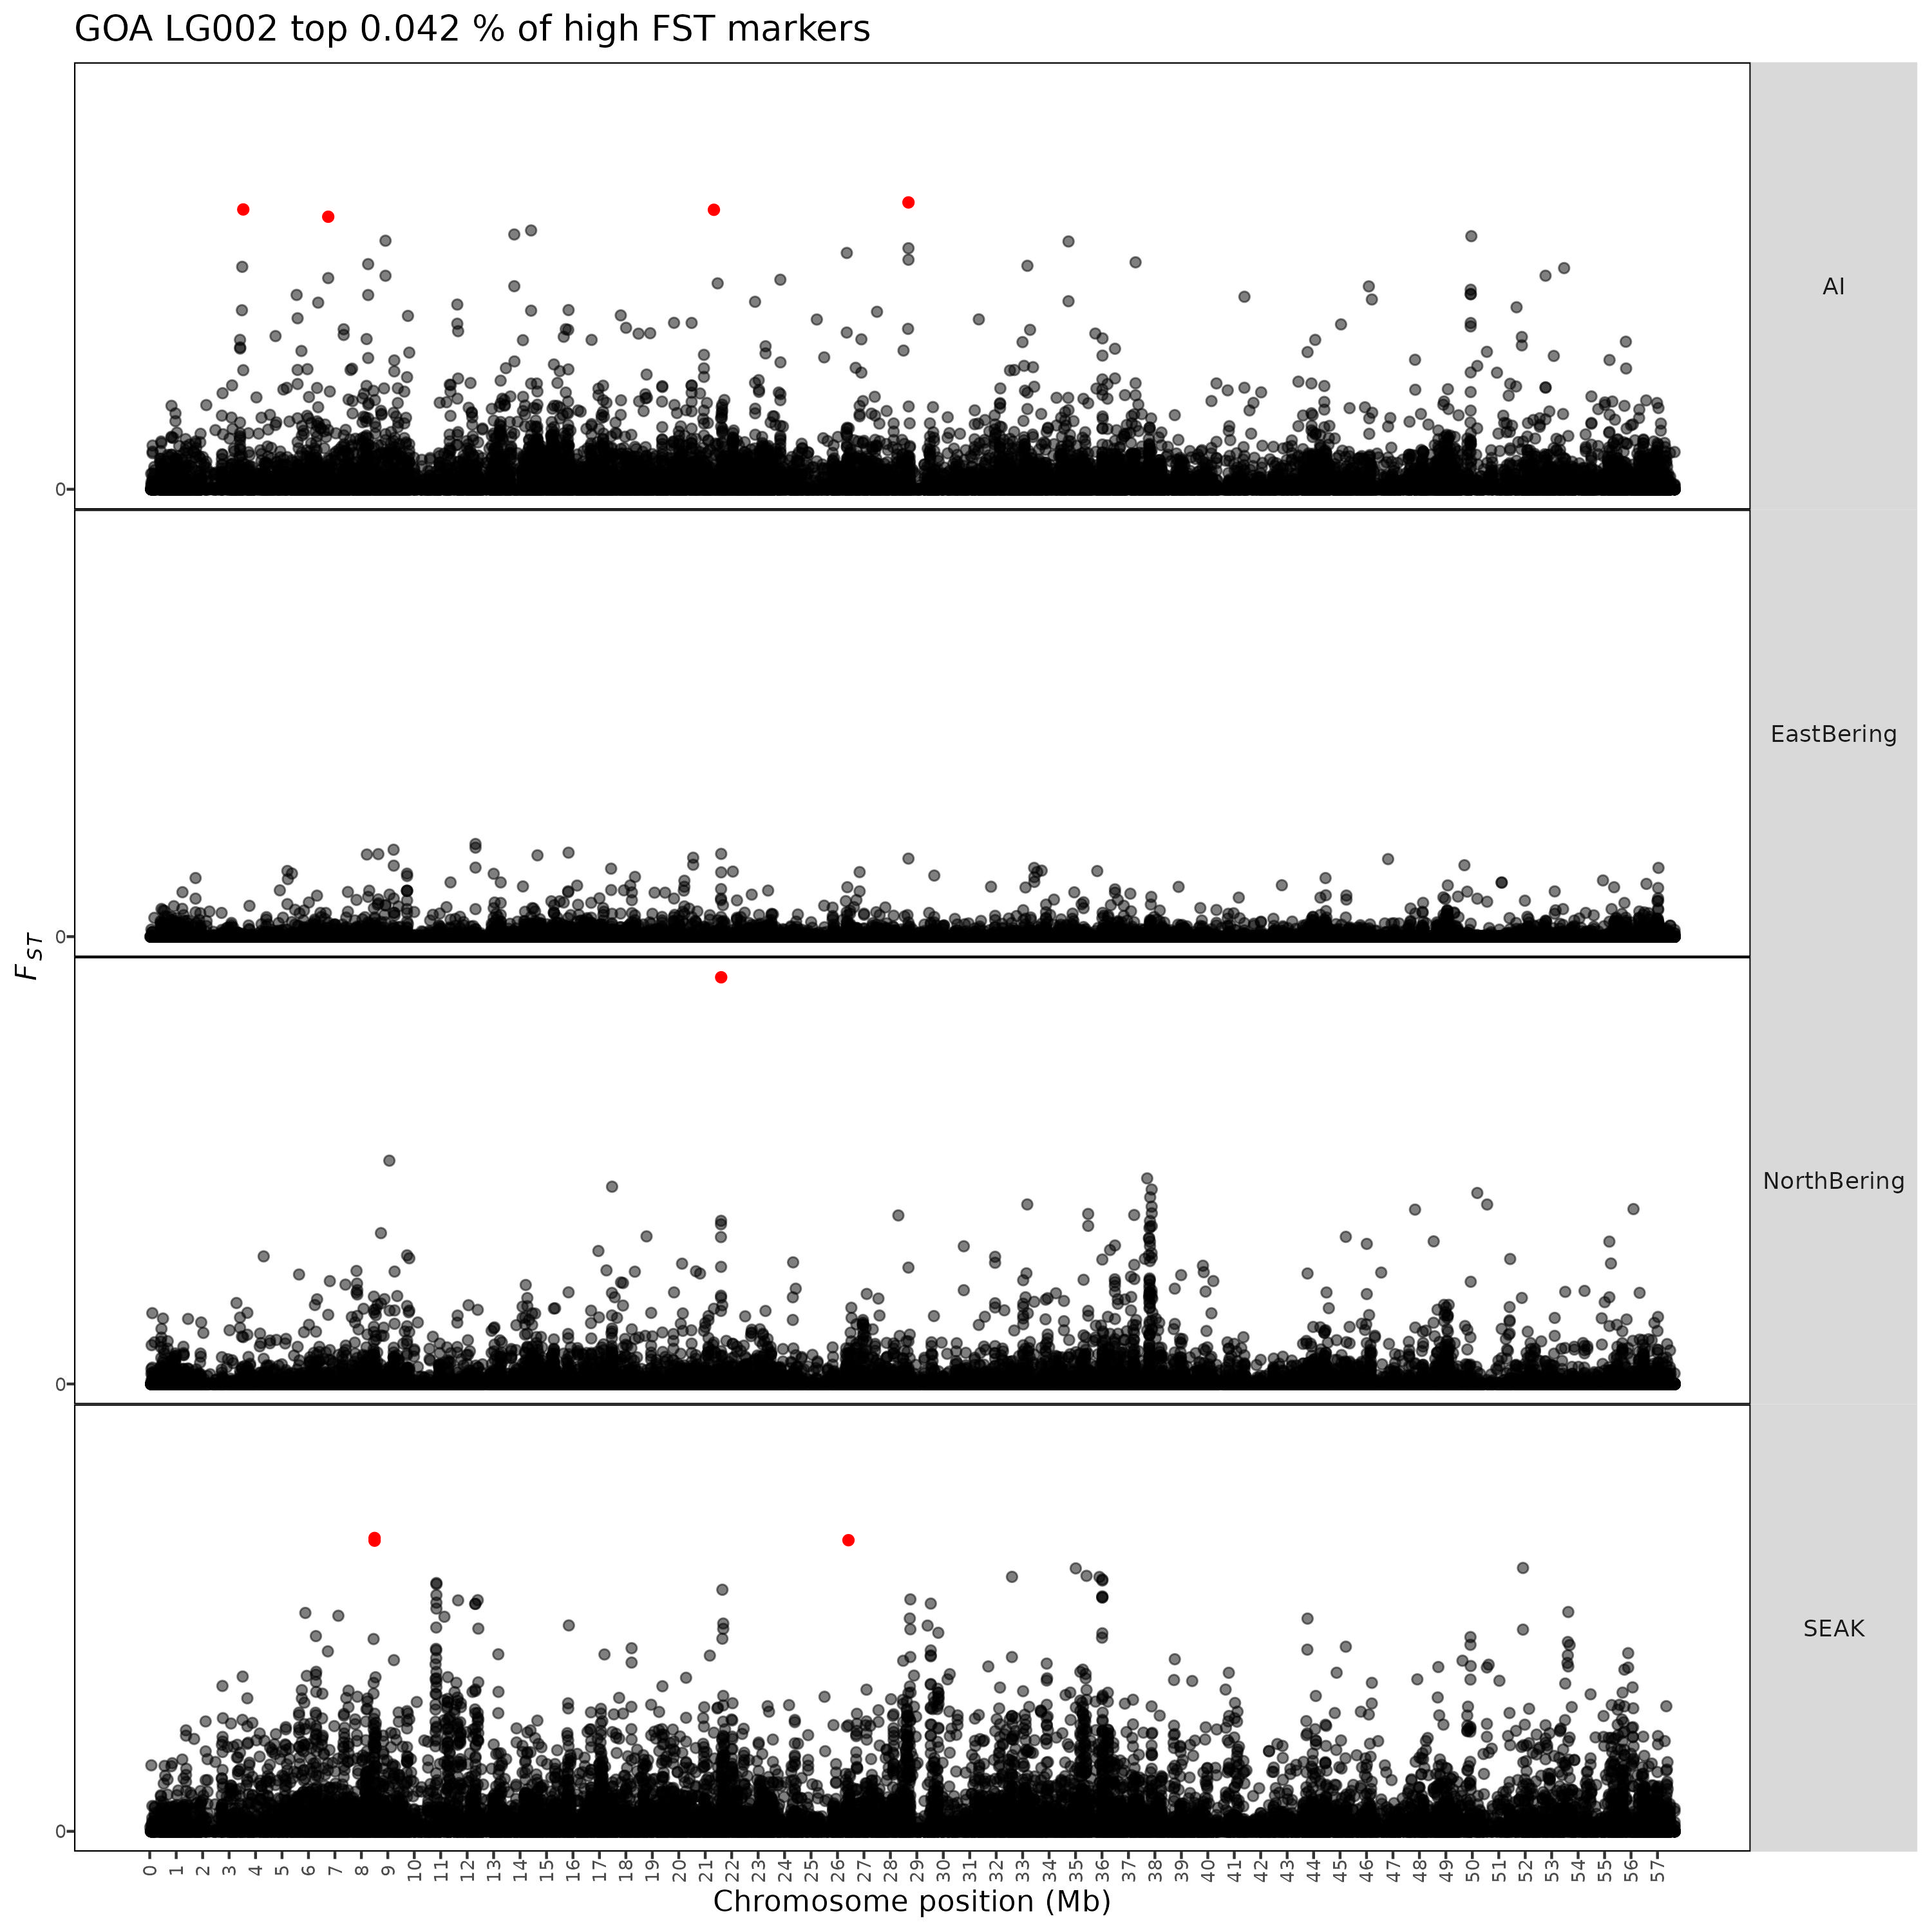 GOA LG002 top 0.042 % of high FST markers
AI
0
EastBering
0
FST
NorthBering
0
SEAK
0
0 1 2 3 4 5 6 7 8 9 10 11 12 13 14 15 16 17 18 19 20 21 22 23 24 25 26 27 28 29 30 31 32 33 34 35 36 37 38 39 40 41 42 43 44 45 46 47 48 49 50 51 52 53 54 55 56 57
Chromosome position (Mb)